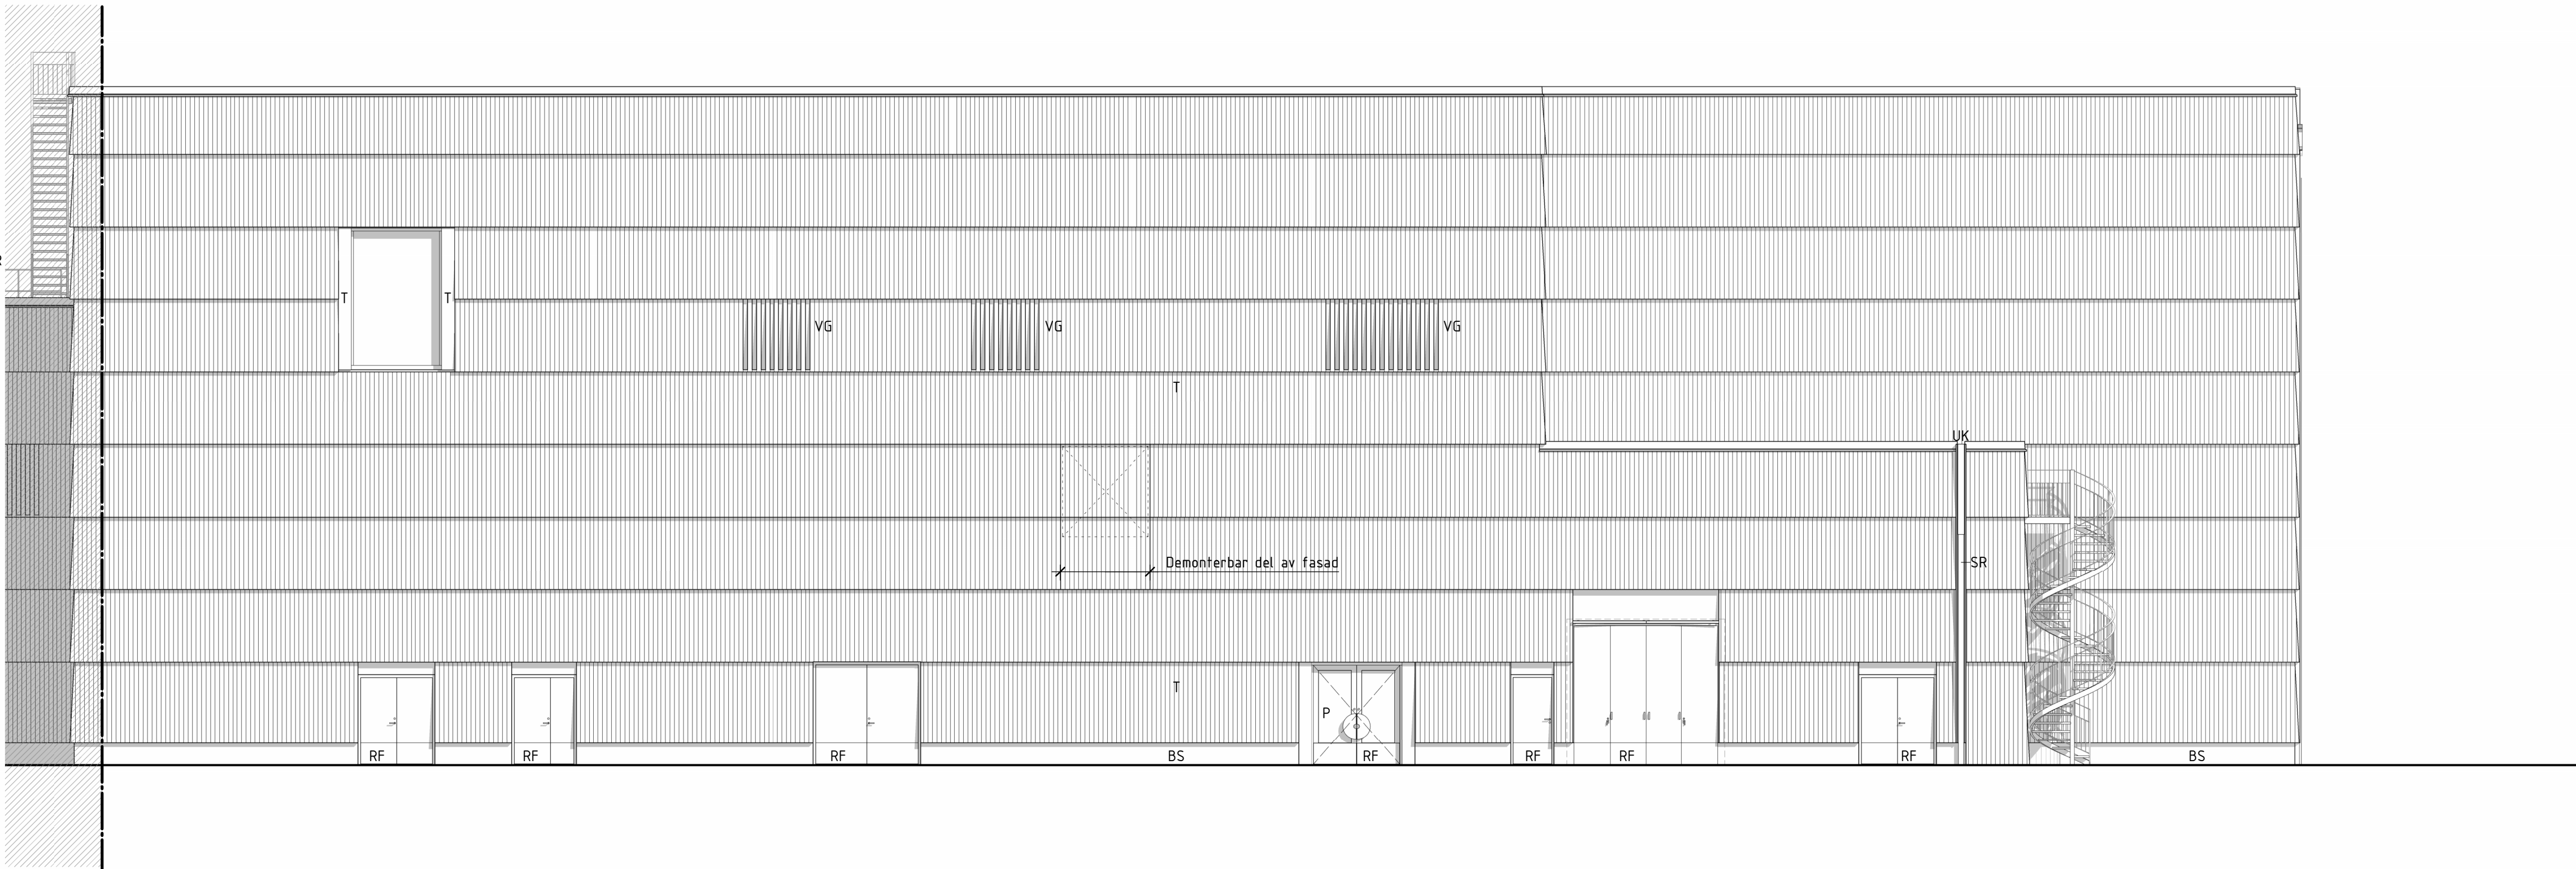 T T
VG VG VG
T
UK
Demonterbar del av fasad
SR
T
P
RF RF RF BS RF RF RF RF BS